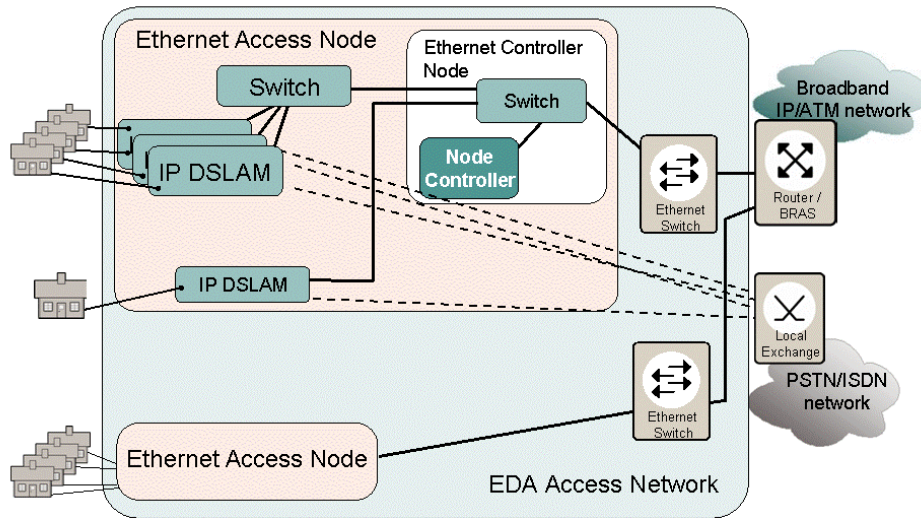 Ethernet Access Node
Ethernet Controller
Node
Switch
Switch
Broadband
IP/ATM network
IP DSLAM
Node
Controller
Ethernet
Switch
Router /
BRAS
IP DSLAM
Local
Exchange
PSTN/ISDN
network
Ethernet
Switch
Ethernet Access Node
EDA Access Network